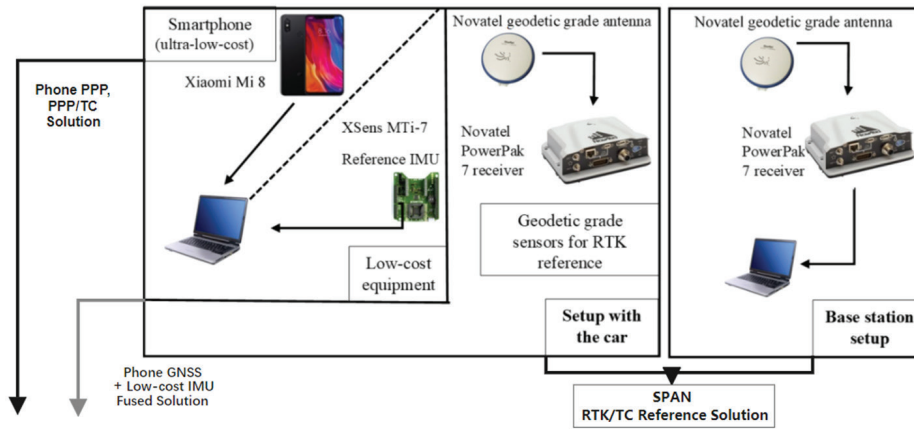 Smartphone
(ultra-low-cost)
Xiaomi Mi 8
Phone PPP,
PPP/TC
Solution
XSens MTi-7
Reference IMU
Low-cost
equipment
Novatel geodetic grade antenna
Novatel
PowerPak
7 receiver
Geodetic grade
sensors for RTK
reference
Setup with
the car
Novatel geodetic grade antenna
Novatel
PowerPak
7 receiver
Base station
setup
Phone GNSS
+ Low-cost IMU
Fused Solution
SPAN
RTK/TC Reference Solution